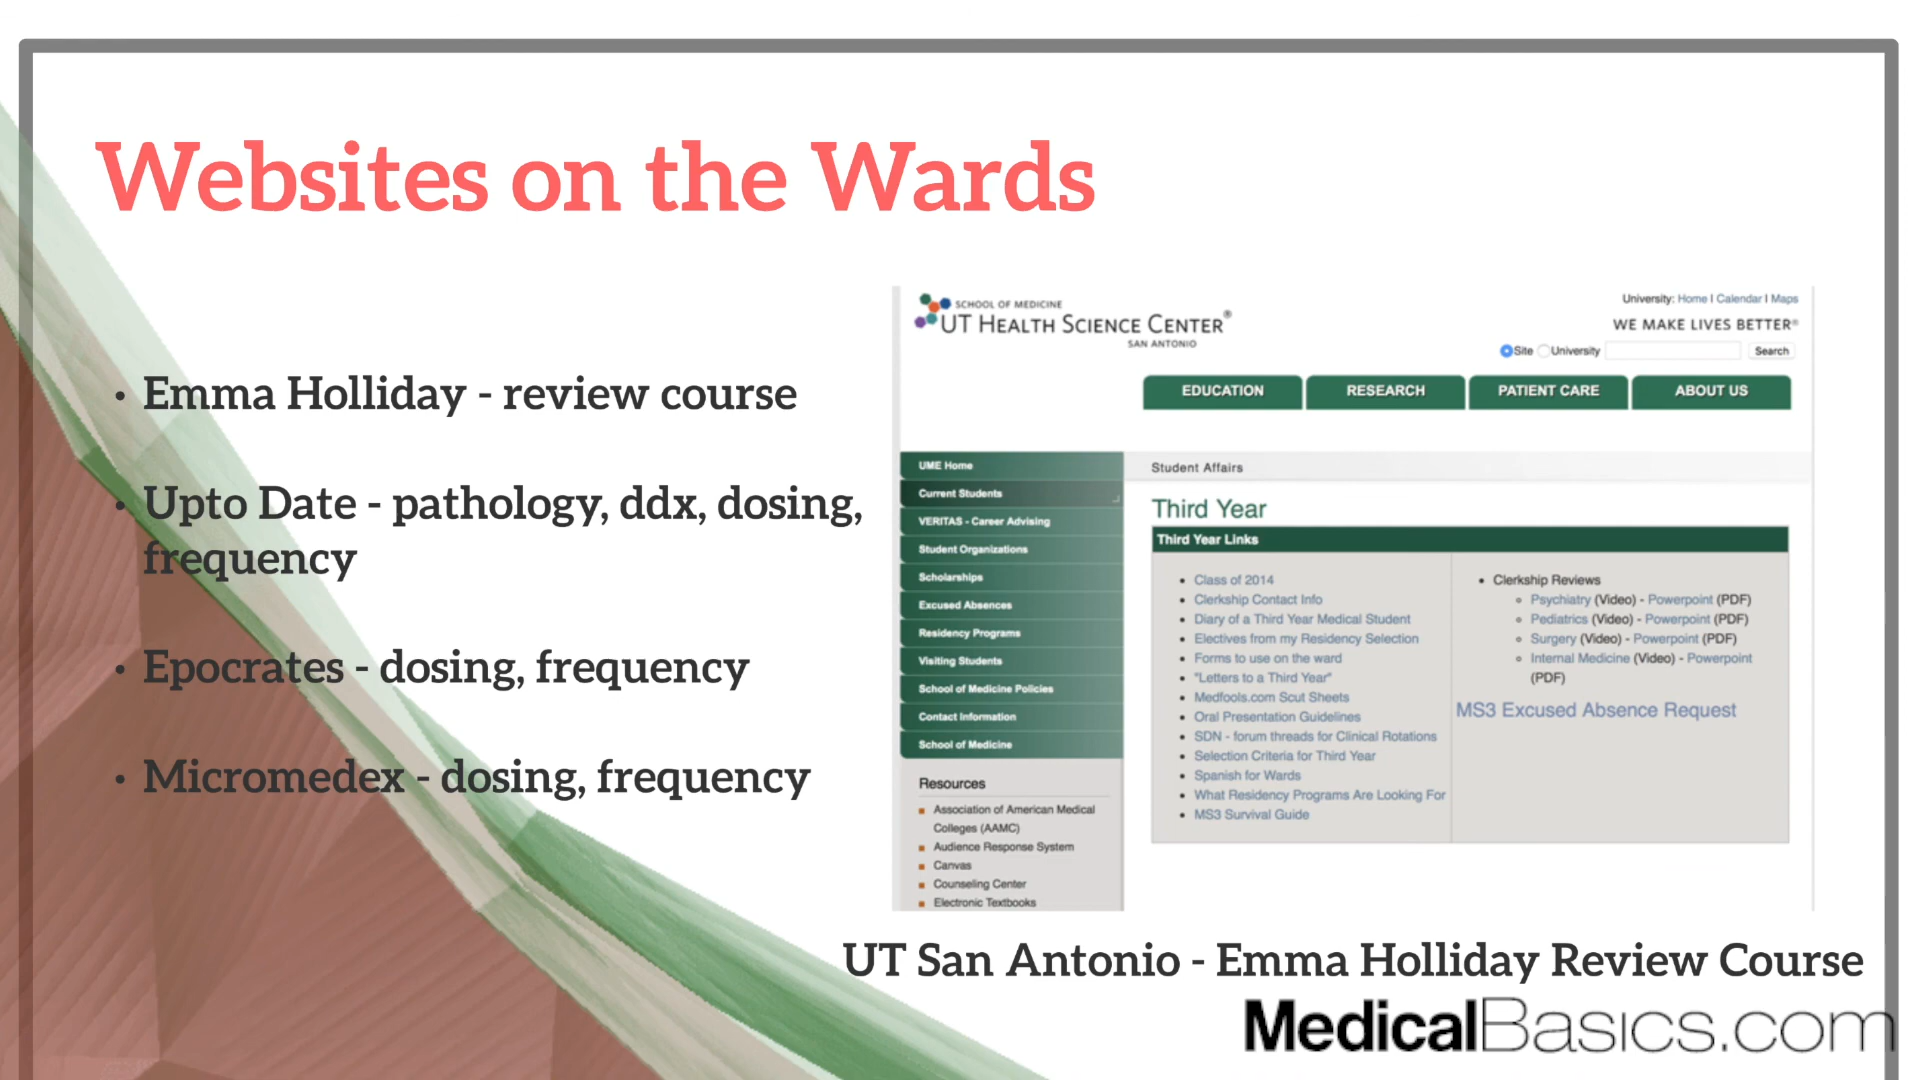 Websites on the Wards
• Emma Holliday - review course
• Upto Date - pathology, ddx, dosing,
frequency
• Epocrates - dosing, frequency
• Micromedex - dosing, frequency
SCHOOL OF MEDICINE
UT HEALTH SCIENCE CENTER®
SAN ANTONIO
University: Home | Calendar | Maps
WE MAKE LIVES BETTER®
Site University Search
EDUCATION RESEARCH PATIENT CARE ABOUT US
UME Home
Current Students
VERITAS - Career Advising
Student Organizations
Scholarships
Excused Absences
Residency Programs
Visiting Students
School of Medicine Policies
Contact Information
School of Medicine
Resources
Association of American Medical
Colleges (AAMC)
Audience Response System
Canvas
Counseling Center
Electronic Textbooks
Student Affairs
Third Year
Third Year Links
• Class of 2014
• Clerkship Contact Info
• Diary of a Third Year Medical Student
• Electives from my Residency Selection
• Forms to use on the ward
• "Letters to a Third Year"
• Medfools.com Scut Sheets
• Oral Presentation Guidelines
• SDN - forum threads for Clinical Rotations
• Selection Criteria for Third Year
• Spanish for Wards
• What Residency Programs Are Looking For
• MS3 Survival Guide
• Clerkship Reviews
Psychiatry (Video) - Powerpoint (PDF)
Pediatrics (Video) - Powerpoint (PDF)
Surgery (Video) - Powerpoint (PDF)
Internal Medicine (Video) - Powerpoint
(PDF)
MS3 Excused Absence Request
UT San Antonio - Emma Holliday Review Course
MedicalBasics.com